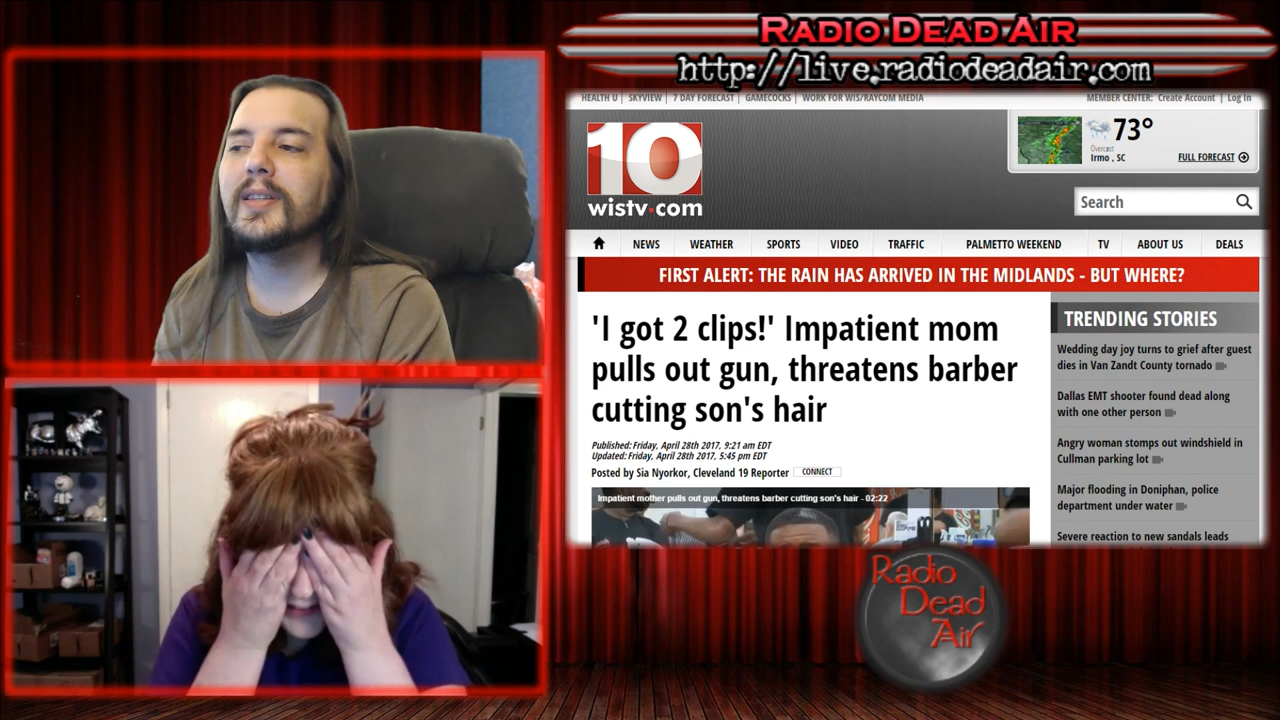 Radio Dead Air
http://live.radiodeadair.com
HEALTH U | SKYVIEW | 7 DAY FORECAST | GAMECOCKS | WORK FOR WIS/RAYCOM MEDIA
MEMBER CENTER: Create Account | Log In
10
wistv.com
73°
Overcast
Irmo , SC
FULL FORECAST
Search
NEWS WEATHER SPORTS VIDEO TRAFFIC PALMETTO WEEKEND TV ABOUT US DEALS
FIRST ALERT: THE RAIN HAS ARRIVED IN THE MIDLANDS - BUT WHERE?
'I got 2 clips!' Impatient mom
pulls out gun, threatens barber
cutting son's hair
Published: Friday, April 28th 2017, 9:21 am EDT
Updated: Friday, April 28th 2017, 5:45 pm EDT
Posted by Sia Nyorkor, Cleveland 19 Reporter CONNECT
Impatient mother pulls out gun, threatens barber cutting son's hair - 02:22
TRENDING STORIES
Wedding day joy turns to grief after guest
dies in Van Zandt County tornado
Dallas EMT shooter found dead along
with one other person
Angry woman stomps out windshield in
Cullman parking lot
Major flooding in Doniphan, police
department under water
Severe reaction to new sandals leads
Radio
Dead
Air